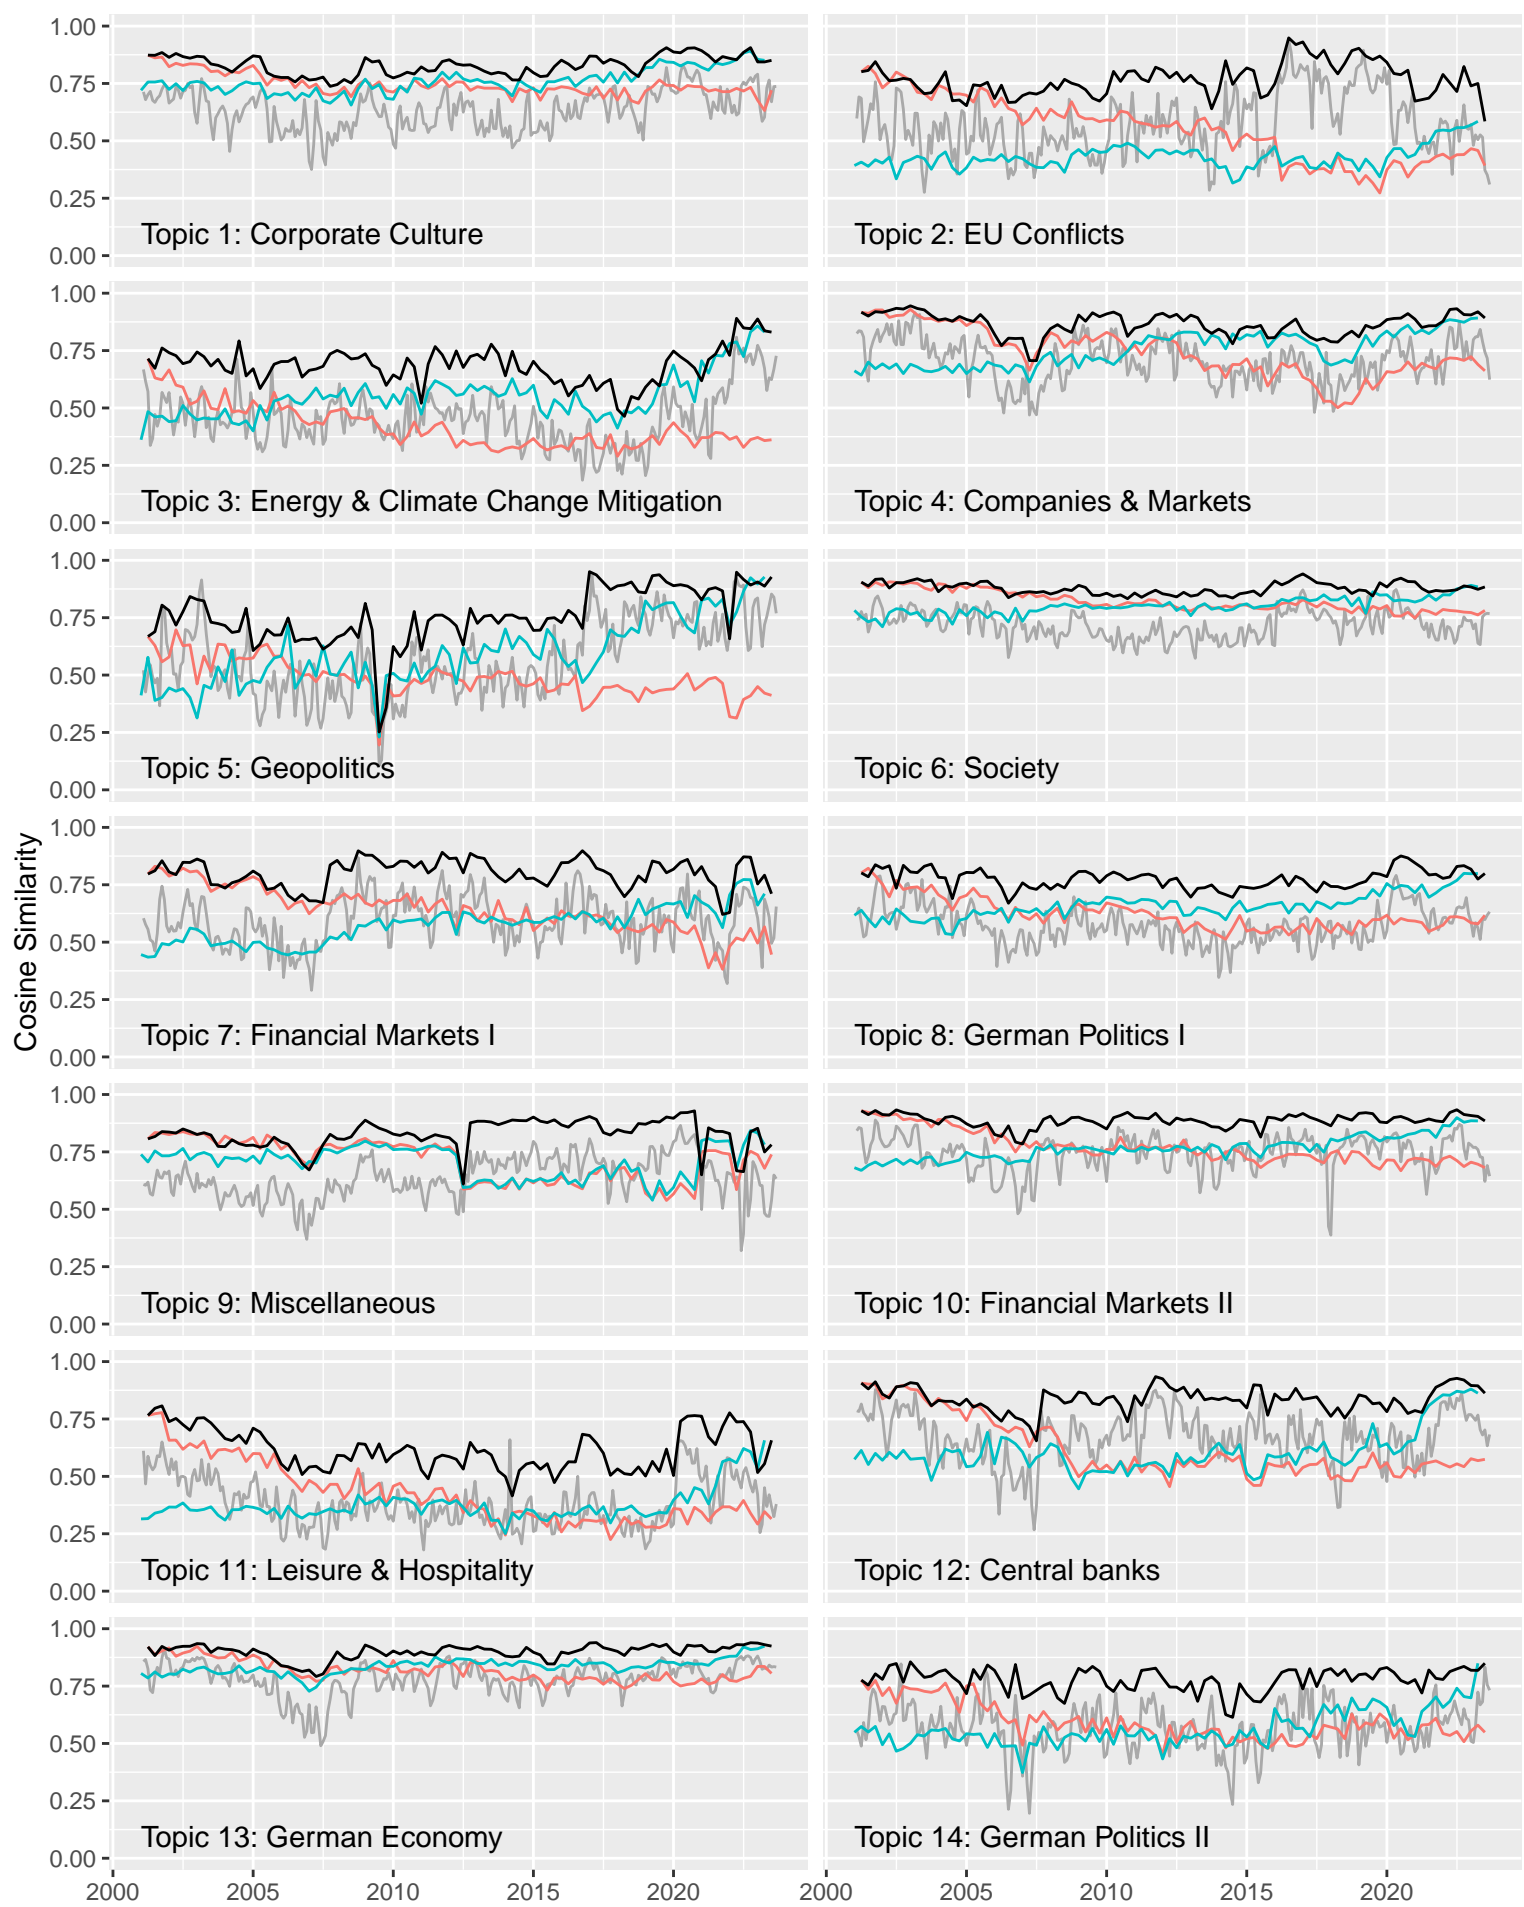 Cosine Similarity
1.00
0.75
0.50
0.25
0.00
Topic 1: Corporate Culture
Topic 2: EU Conflicts
1.00
0.75
0.50
0.25
0.00
Topic 3: Energy & Climate Change Mitigation
Topic 4: Companies & Markets
1.00
0.75
0.50
0.25
0.00
Topic 5: Geopolitics
Topic 6: Society
1.00
0.75
0.50
0.25
0.00
Topic 7: Financial Markets I
Topic 8: German Politics I
1.00
0.75
0.50
0.25
0.00
Topic 9: Miscellaneous
Topic 10: Financial Markets II
1.00
0.75
0.50
0.25
0.00
Topic 11: Leisure & Hospitality
Topic 12: Central banks
1.00
0.75
0.50
0.25
0.00
Topic 13: German Economy
Topic 14: German Politics II
2000 2005 2010 2015 2020
2000 2005 2010 2015 2020